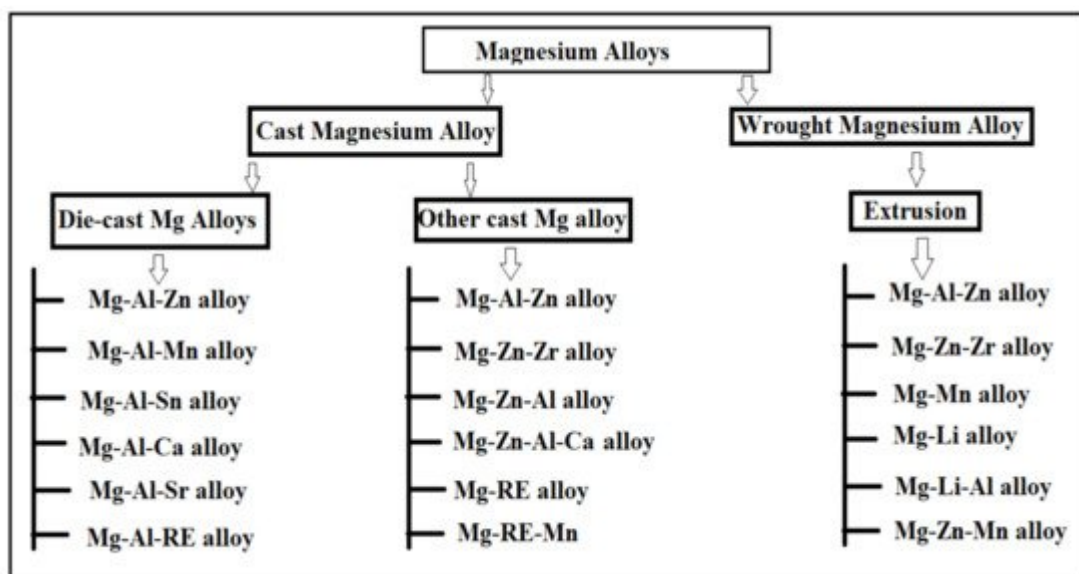 Magnesium Alloys
Cast Magnesium Alloy
Wrought Magnesium Alloy
Die-cast Mg Alloys
Other cast Mg alloy
Extrusion
Mg-Al-Zn alloy
Mg-Al-Mn alloy
Mg-Al-Sn alloy
Mg-Al-Ca alloy
Mg-Al-Sr alloy
Mg-Al-RE alloy
Mg-Al-Zn alloy
Mg-Zn-Zr alloy
Mg-Zn-Al alloy
Mg-Zn-Al-Ca alloy
Mg-RE alloy
Mg-RE-Mn
Mg-Al-Zn alloy
Mg-Zn-Zr alloy
Mg-Mn alloy
Mg-Li alloy
Mg-Li-Al alloy
Mg-Zn-Mn alloy